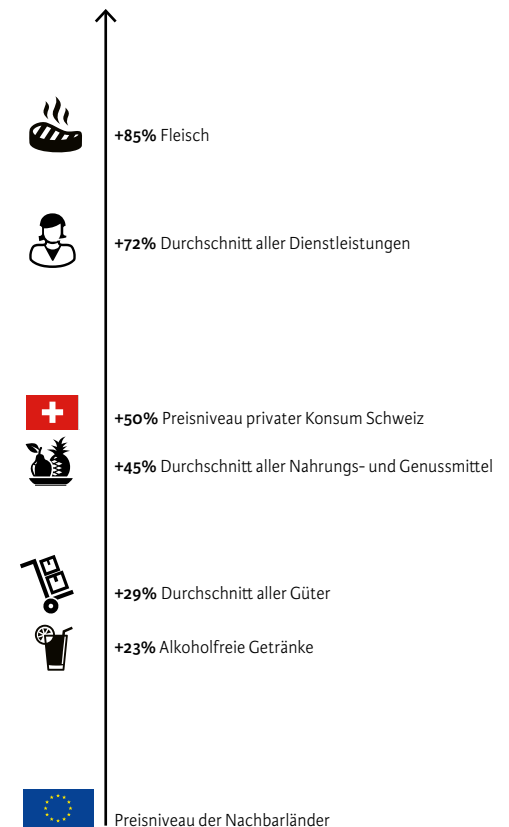 +85% Fleisch
+72% Durchschnitt aller Dienstleistungen
+50% Preisniveau privater Konsum Schweiz
+45% Durchschnitt aller Nahrungs- und Genussmittel
+29% Durchschnitt aller Güter
+23% Alkoholfreie Getränke
Preisniveau der Nachbarländer